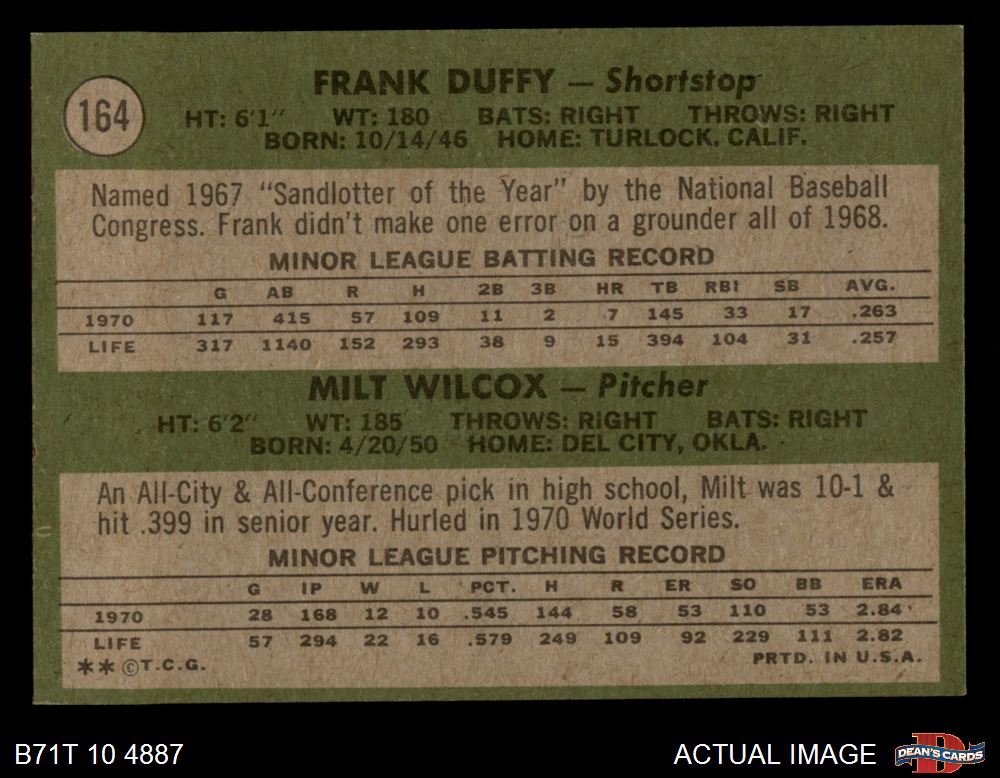 164
FRANK DUFFY — Shortstop
HT: 6'1" WT: 180 BATS: RIGHT THROWS: RIGHT
BORN: 10/14/46 HOME: TURLOCK, CALIF.
Named 1967 "Sandlotter of the Year" by the National Baseball
Congress. Frank didn't make one error on a grounder all of 1968.
MINOR LEAGUE BATTING RECORD
G AB R H 2B 3B HR TB RBI SB AVG.
1970 117 415 57 109 11 2 7 145 33 17 .263
LIFE 317 1140 152 293 38 9 15 394 104 31 .257
MILT WILCOX — Pitcher
HT: 6'2" WT: 185 THROWS: RIGHT BATS: RIGHT
BORN: 4/20/50 HOME: DEL CITY, OKLA.
An All-City & All-Conference pick in high school, Milt was 10-1 &
hit .399 in senior year. Hurled in 1970 World Series.
MINOR LEAGUE PITCHING RECORD
G IP W L PCT. H R ER SO BB ERA
1970 28 168 12 10 .545 144 58 53 110 53 2.84
LIFE 57 294 22 16 .579 249 109 92 229 111 2.82
**©T.C.G. PRTD. IN U.S.A.
B71T 10 4887 ACTUAL IMAGE DEAN'S CARDS